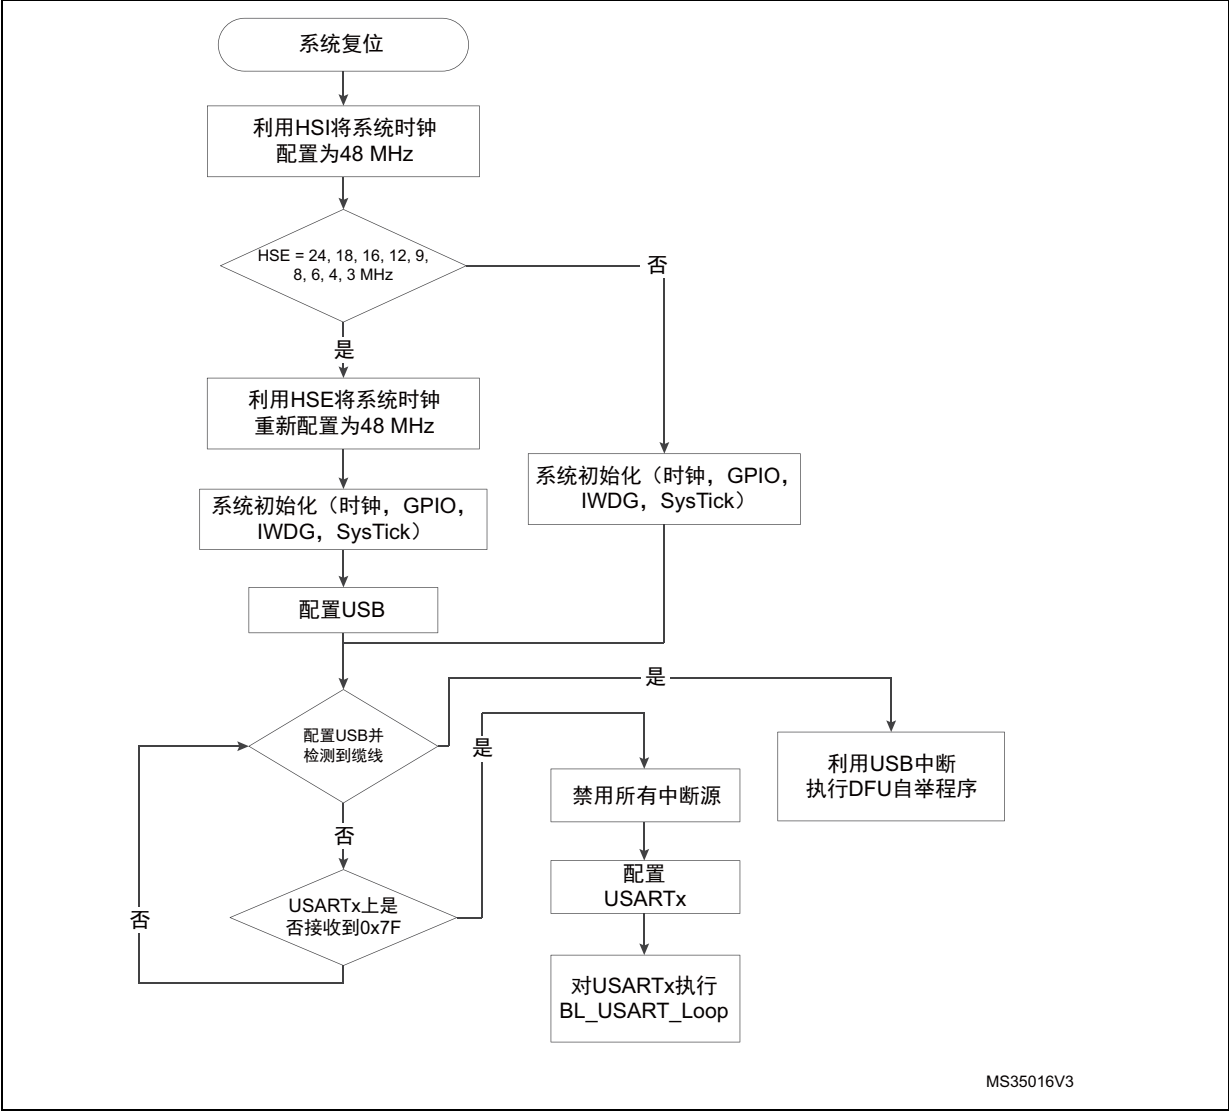 系统复位
利用HSI将系统时钟
配置为48 MHz
HSE = 24, 18, 16, 12, 9,
8, 6, 4, 3 MHz
否
是
利用HSE将系统时钟
重新配置为48 MHz
系统初始化（时钟，GPIO，
IWDG，SysTick）
系统初始化（时钟，GPIO，
IWDG，SysTick）
配置USB
配置USB并
检测到缆线
是
是
利用USB中断
执行DFU自举程序
禁用所有中断源
否
配置
USARTx
USARTx上是
否接收到0x7F
否
对USARTx执行
BL_USART_Loop
MS35016V3